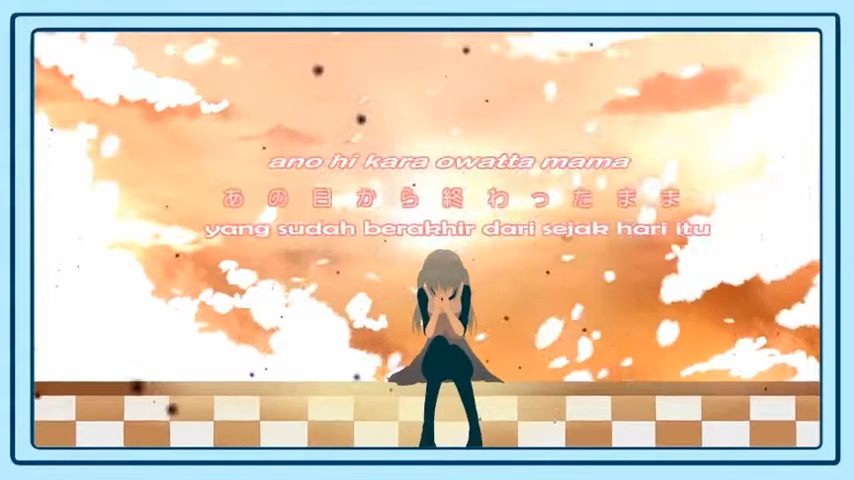 ano hi kara owatta mama
あの日から終わったまま
yang sudah berakhir dari sejak hari itu